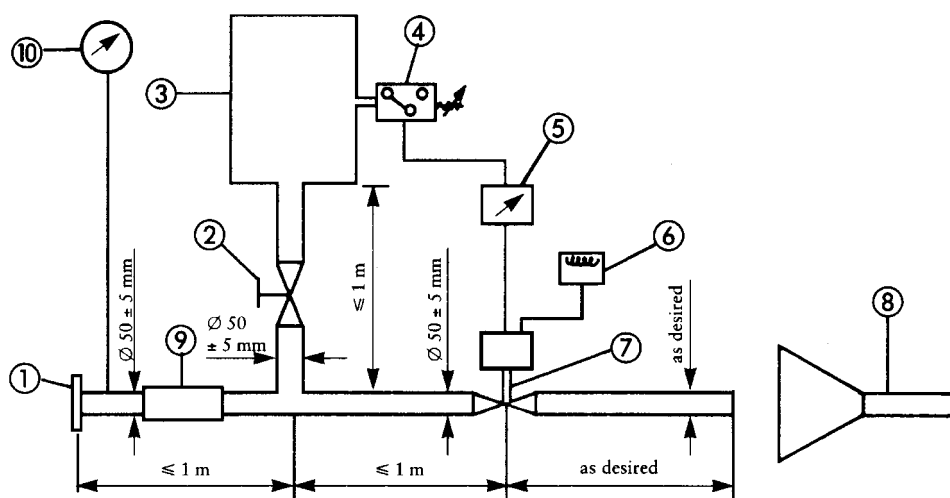 ⑩
④
③
⑤
②
⑥
≤ 1 m
Ø 50 ± 5 mm
Ø 50
± 5 mm
Ø 50 ± 5 mm
as desired
⑧
⑨
⑦
①
≤ 1 m
≤ 1 m
as desired